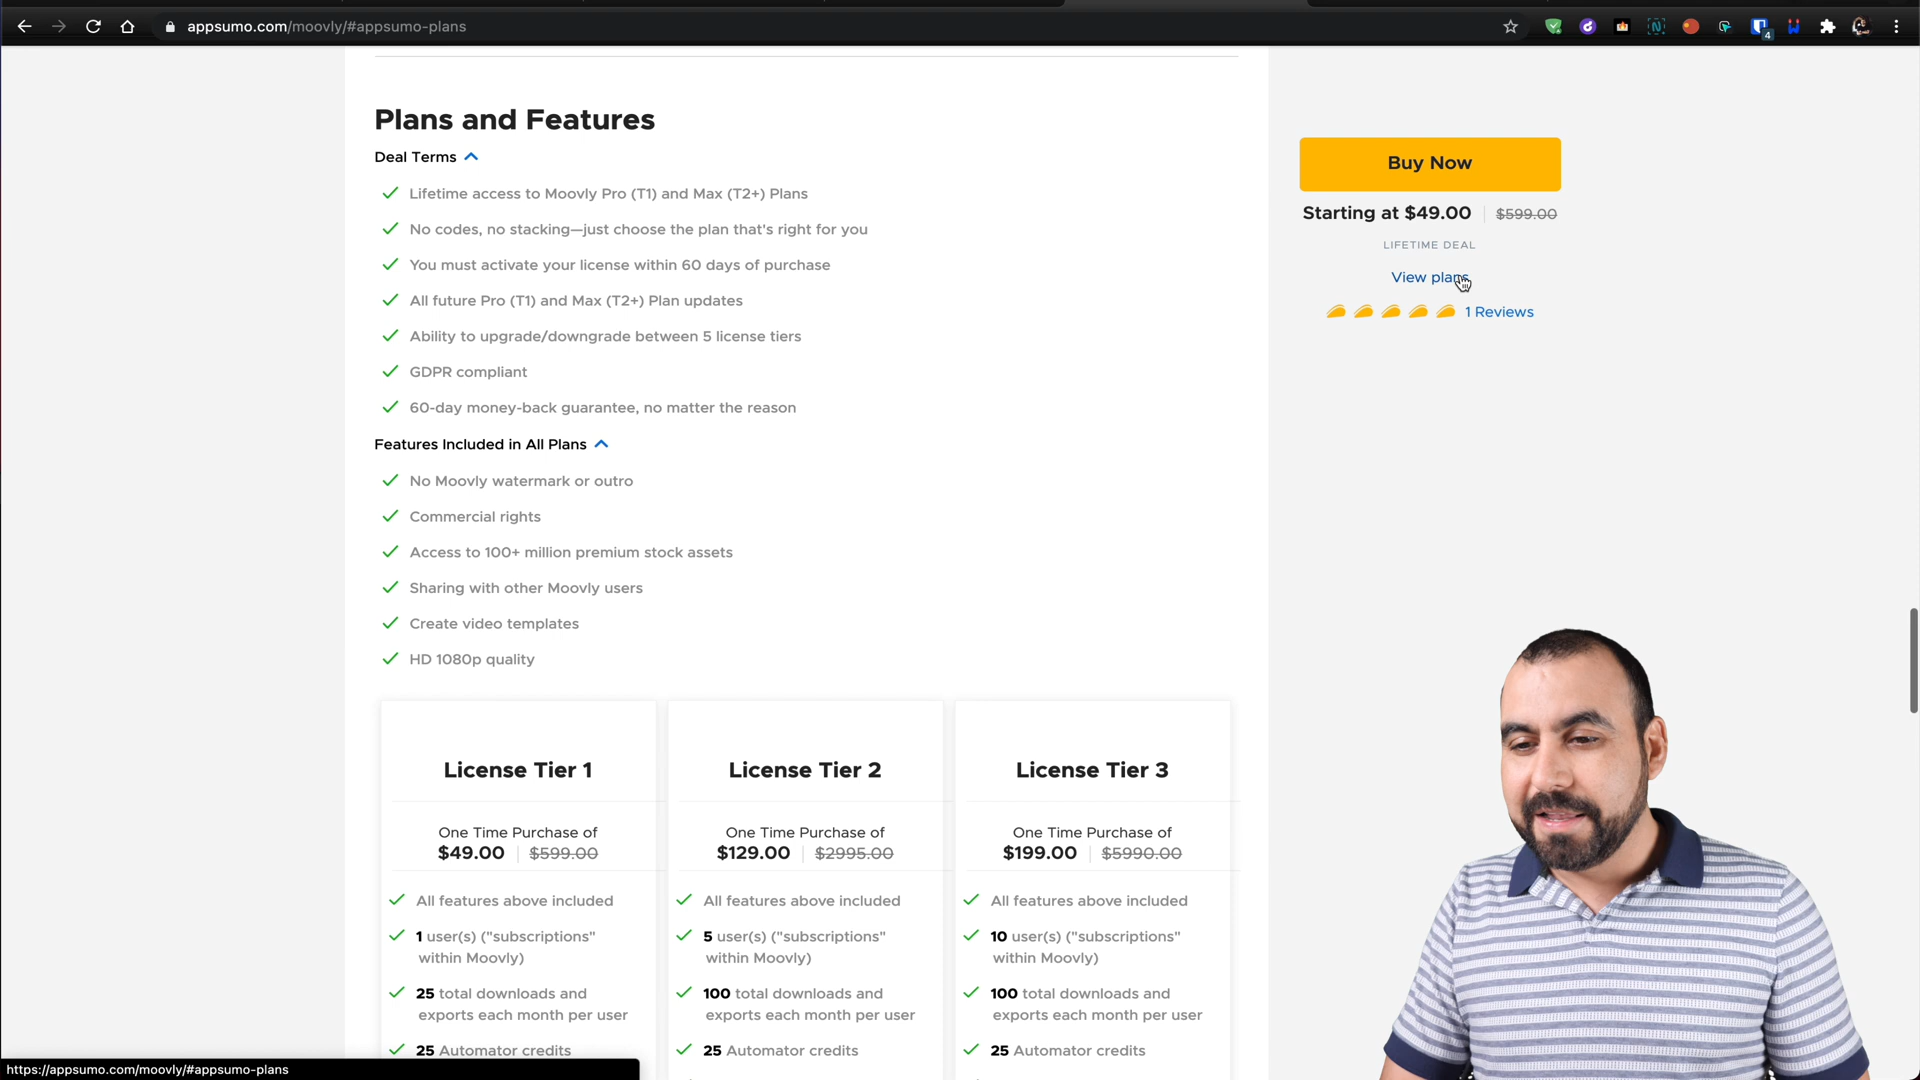 appsumo.com/moovly/#appsumo-plans
4
Plans and Features
Deal Terms
Lifetime access to Moovly Pro (T1) and Max (T2+) Plans
No codes, no stacking—just choose the plan that's right for you
You must activate your license within 60 days of purchase
All future Pro (T1) and Max (T2+) Plan updates
Ability to upgrade/downgrade between 5 license tiers
GDPR compliant
60-day money-back guarantee, no matter the reason
Features Included in All Plans
No Moovly watermark or outro
Commercial rights
Access to 100+ million premium stock assets
Sharing with other Moovly users
Create video templates
HD 1080p quality
Buy Now
Starting at $49.00 $599.00
LIFETIME DEAL
View plans
1 Reviews
License Tier 1
One Time Purchase of
$49.00 $599.00
All features above included
1 user(s) ("subscriptions"
within Moovly)
25 total downloads and
exports each month per user
25 Automator credits
License Tier 2
One Time Purchase of
$129.00 $2995.00
All features above included
5 user(s) ("subscriptions"
within Moovly)
100 total downloads and
exports each month per user
25 Automator credits
License Tier 3
One Time Purchase of
$199.00 $5990.00
All features above included
10 user(s) ("subscriptions"
within Moovly)
100 total downloads and
exports each month per user
25 Automator credits
https://appsumo.com/moovly/#appsumo-plans